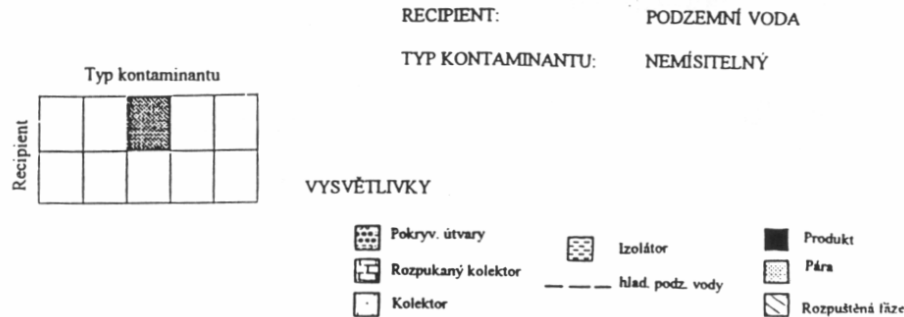 RECIPIENT: PODZEMNÍ VODA
TYP KONTAMINANTU: NEMÍSITELNÝ
Typ kontaminantu
Recipient
VYSVĚTLIVKY
Pokryv. útvary
Rozpukaný kolektor
Kolektor
Izolátor
hlad. podz. vody
Produkt
Pára
Rozpuštěná fáze